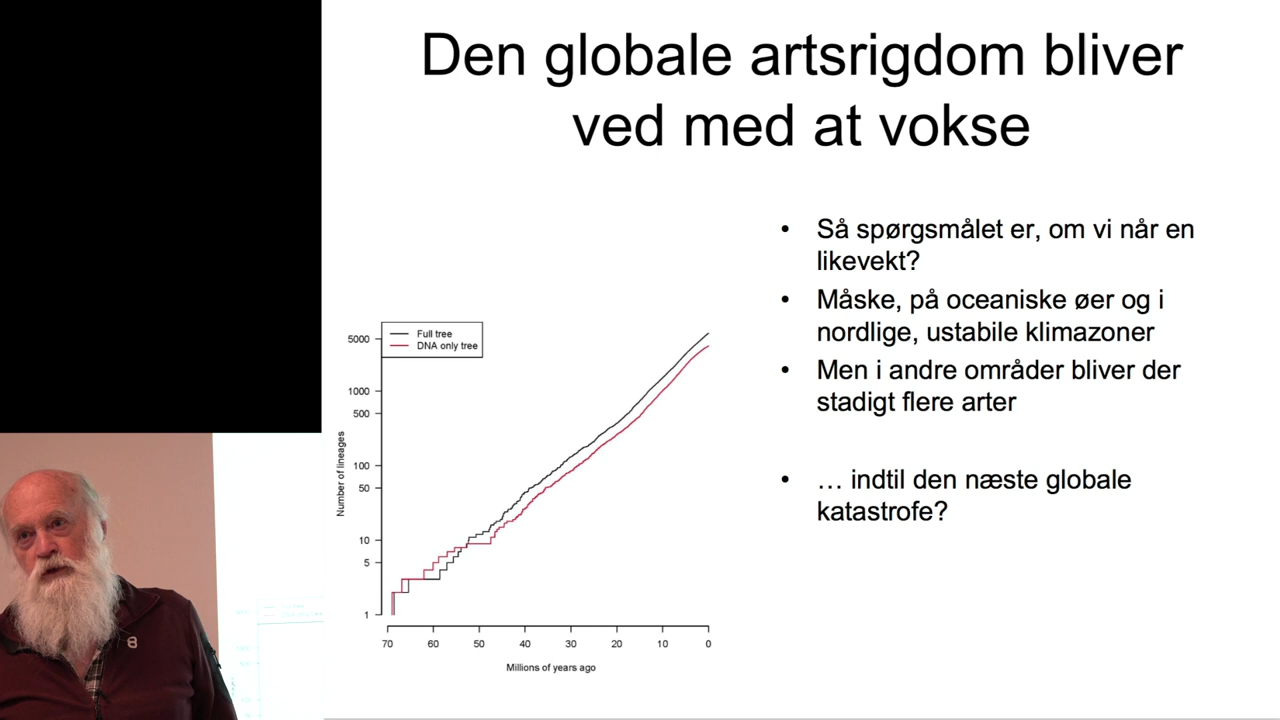 Den globale artsrigdom bliver
ved med at vokse
• Så spørgsmålet er, om vi når en
likevekt?
• Måske, på oceaniske øer og i
nordlige, ustabile klimazoner
• Men i andre områder bliver der
stadigt flere arter
• … indtil den næste globale
katastrofe?
Full tree
DNA only tree
Number of lineages
5000
1000
500
100
50
10
5
1
70 60 50 40 30 20 10 0
Millions of years ago